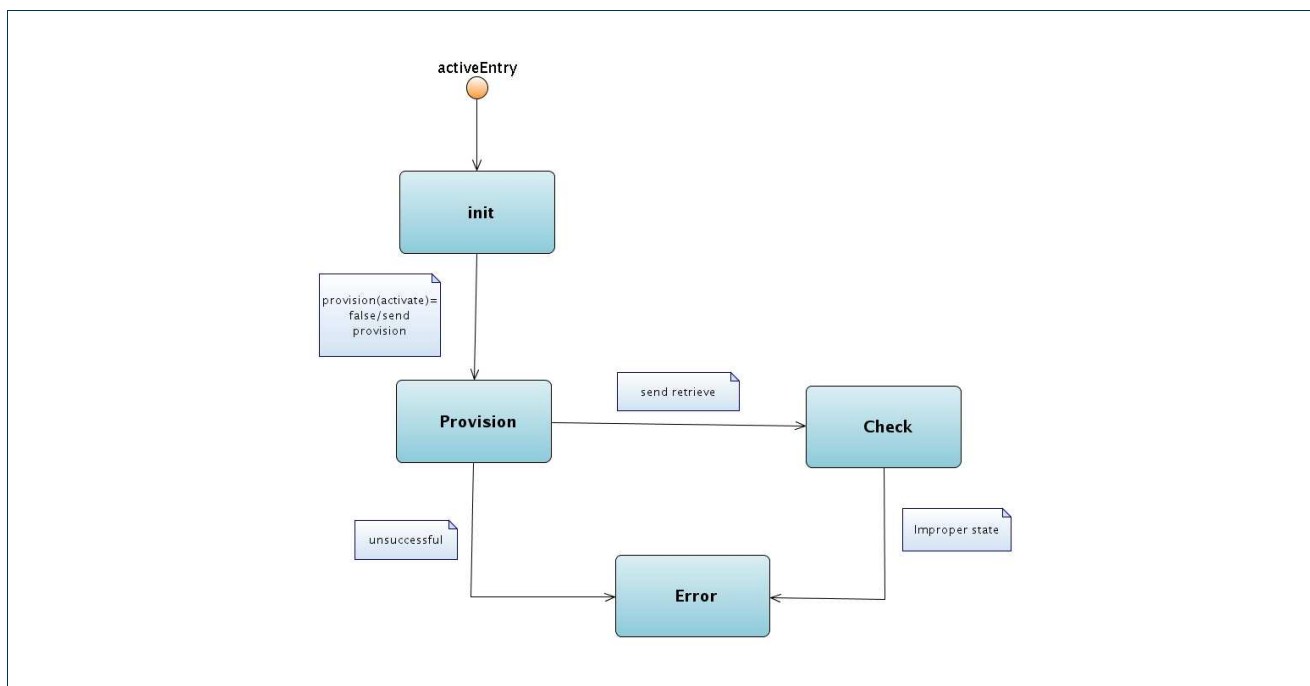 activeEntry
init
provision(activate)=
false/send
provision
Provision
send retrieve
Check
unsuccessful
Improper state
Error